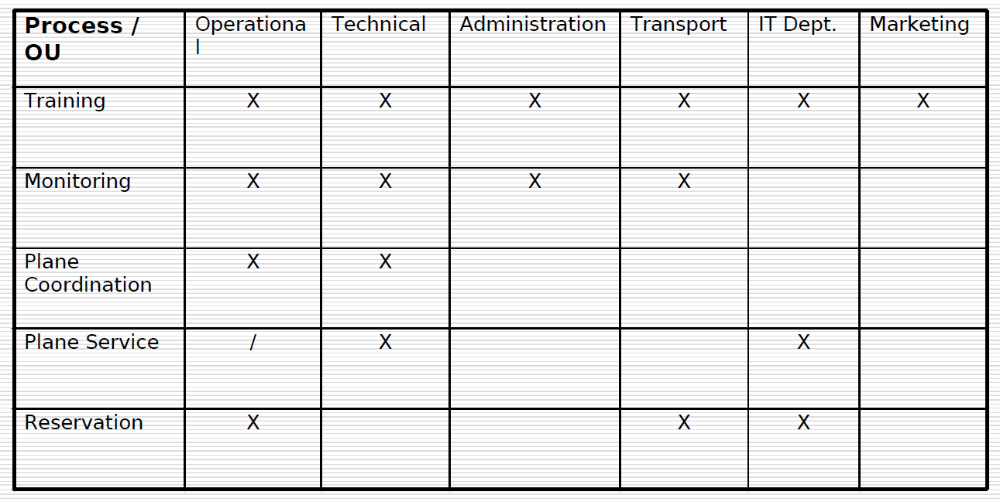 Process / OU | Operational | Technical | Administration | Transport | IT Dept. | Marketing
Training | X | X | X | X | X | X
Monitoring | X | X | X | X | |
Plane Coordination | X | X | | | |
Plane Service | / | X | | | X |
Reservation | X | | | X | X |